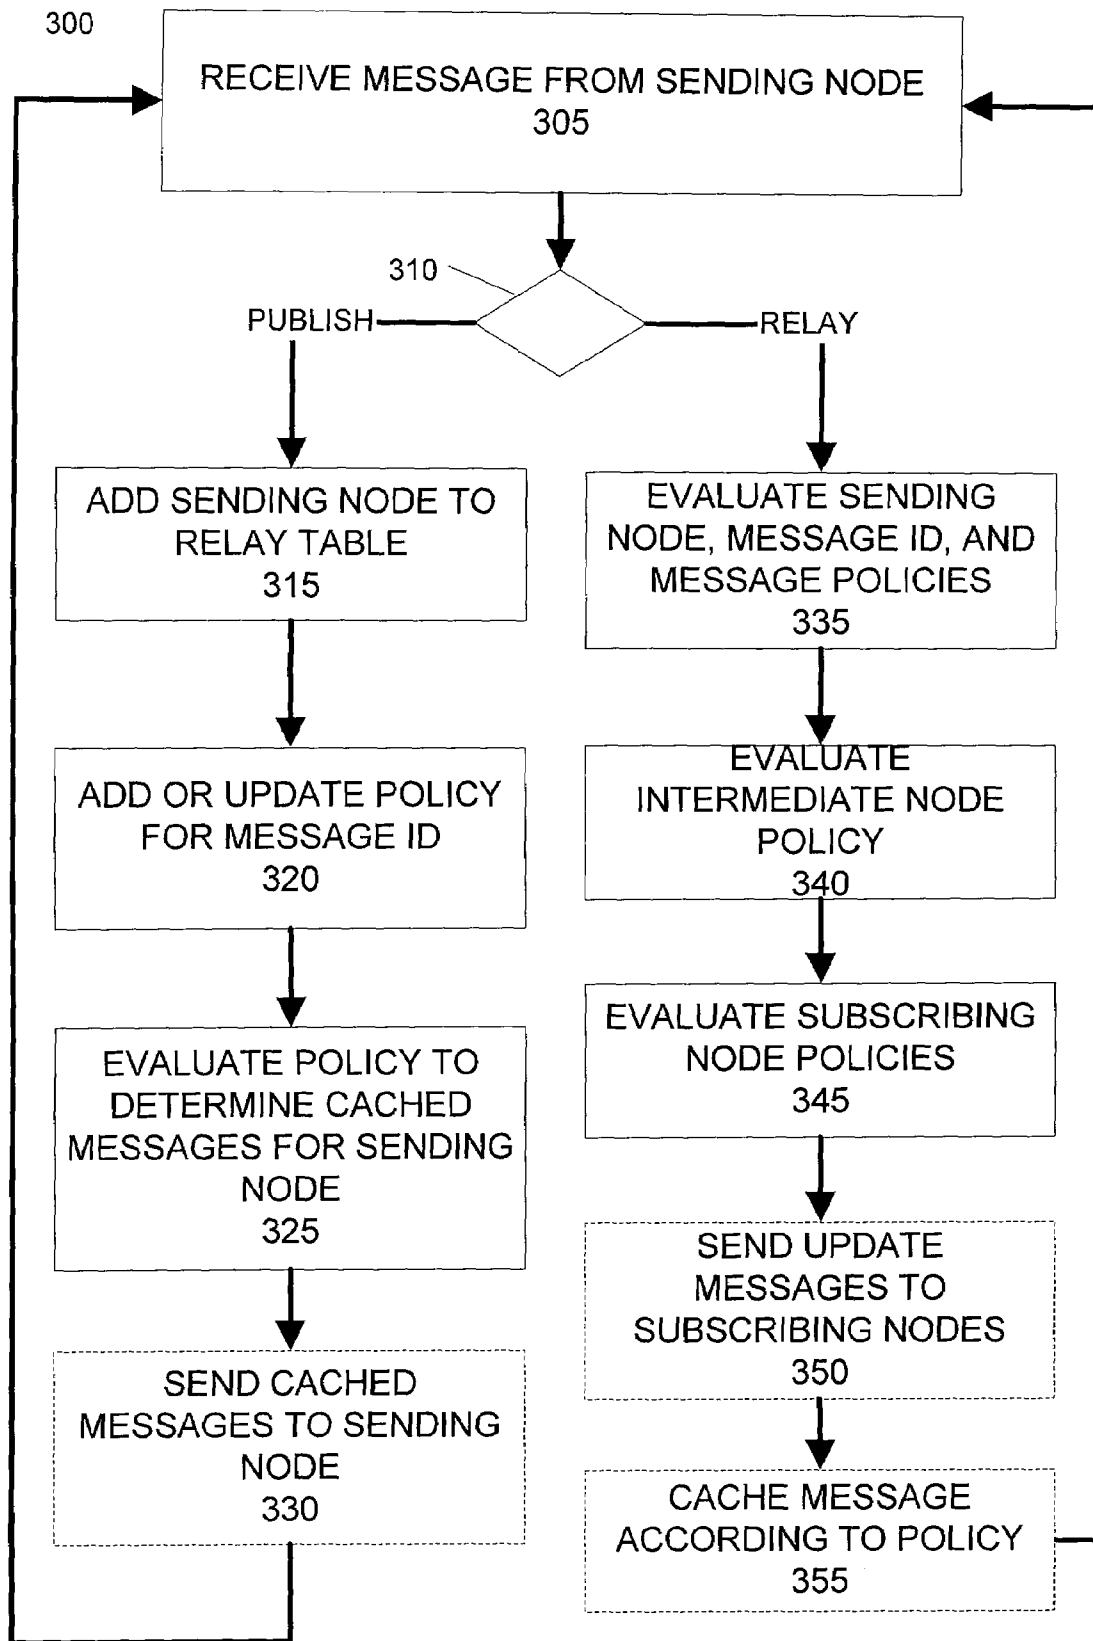 300
RECEIVE MESSAGE FROM SENDING NODE
305
310
PUBLISH
RELAY
ADD SENDING NODE TO
RELAY TABLE
315
ADD OR UPDATE POLICY
FOR MESSAGE ID
320
EVALUATE POLICY TO
DETERMINE CACHED
MESSAGES FOR SENDING
NODE
325
SEND CACHED
MESSAGES TO SENDING
NODE
330
EVALUATE SENDING
NODE, MESSAGE ID, AND
MESSAGE POLICIES
335
EVALUATE
INTERMEDIATE NODE
POLICY
340
EVALUATE SUBSCRIBING
NODE POLICIES
345
SEND UPDATE
MESSAGES TO
SUBSCRIBING NODES
350
CACHE MESSAGE
ACCORDING TO POLICY
355